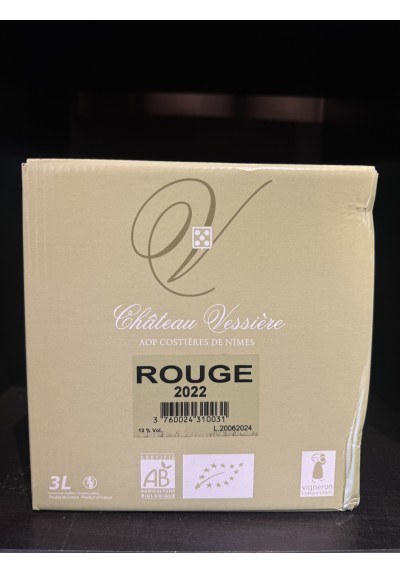 V
Château Vessière
AOP COSTIÈRES DE NÎMES
ROUGE
2022
3 760024 310031
13 % Vol.
L.20062024
3L
CERTIFIÉ
AB
AGRICULTURE
BIOLOGIQUE
vigneron